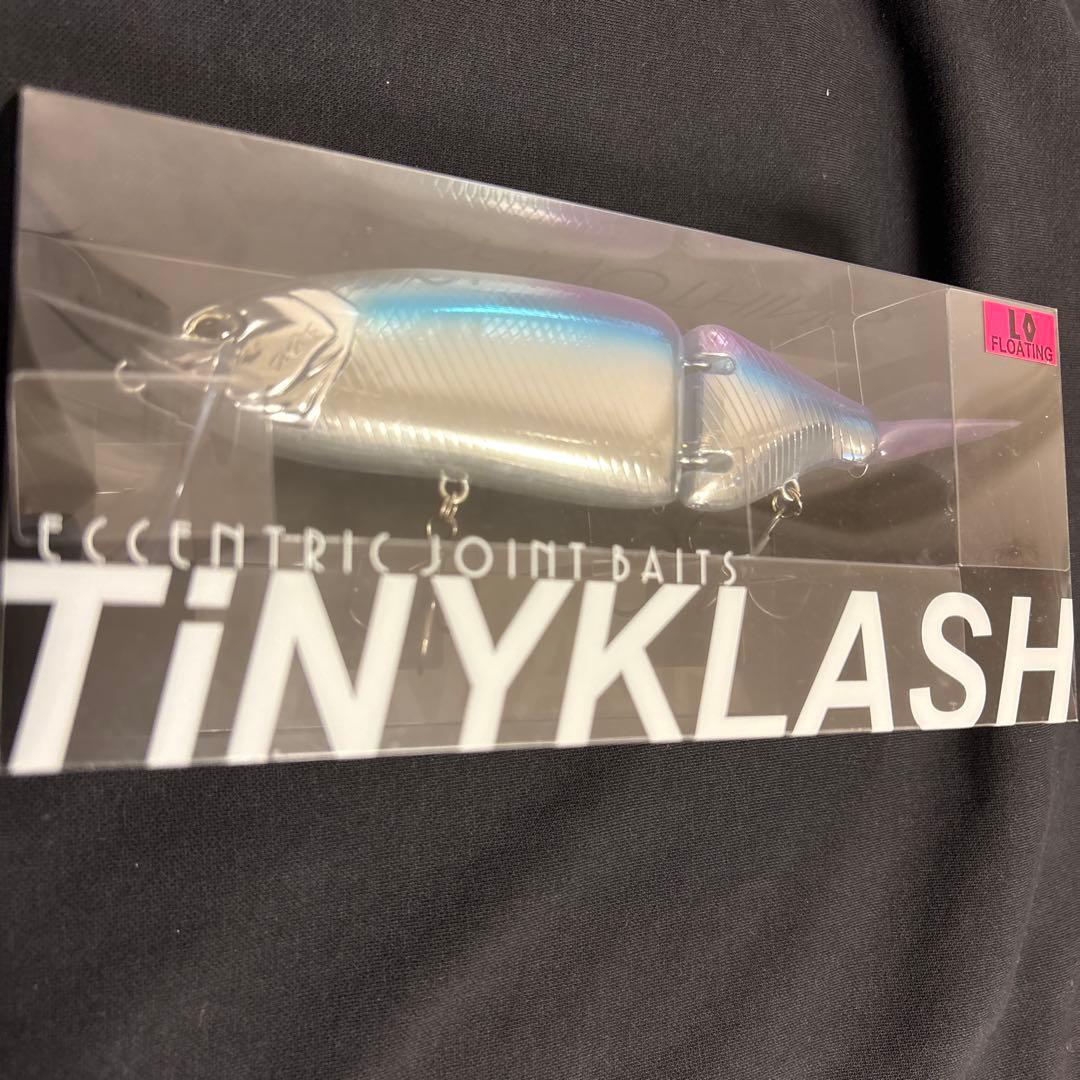 LO
FLOATING
ECCENTRIC JOINT BAITS
TiNYKLASH